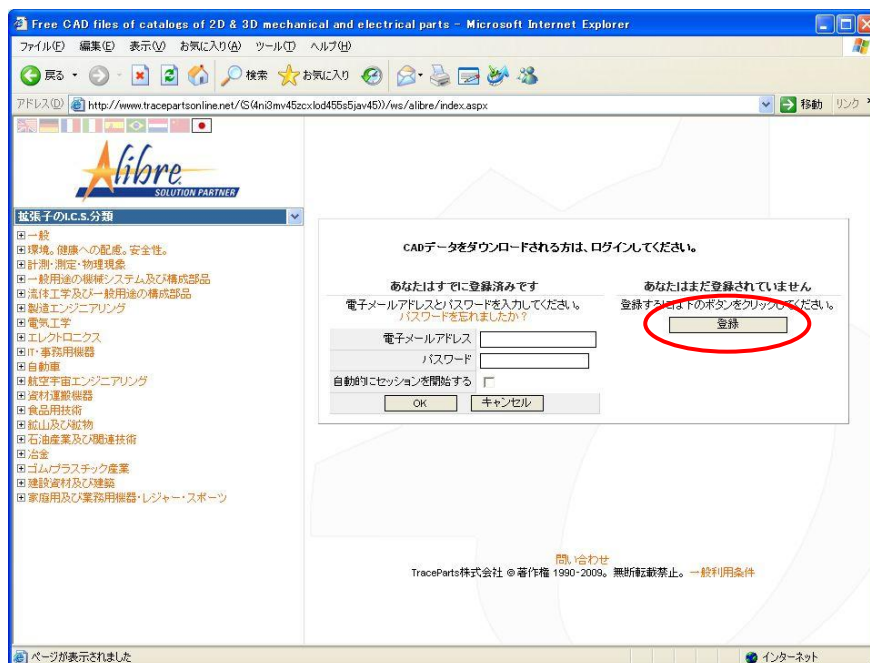 Free CAD files of catalogs of 2D & 3D mechanical and electrical parts - Microsoft Internet Explorer
ファイル(F) 編集(E) 表示(V) お気に入り(A) ツール(T) ヘルプ(H)
戻る 検索 お気に入り
アドレス(D) http://www.tracepartsonline.net/(S(4ni3mv45zcxlod455s5jav45))/ws/alibre/index.aspx 移動 リンク »
Alibre
SOLUTION PARTNER
拡張子のI.C.S.分類
一般
環境。健康への配慮。安全性。
計測・測定・物理現象
一般用途の機械システム及び構成部品
流体工学及び一般用途の構成部品
製造エンジニアリング
電気工学
エレクトロニクス
IT・事務用機器
自動車
航空宇宙エンジニアリング
資材運搬機器
食品用技術
鉱山及び鉱物
石油産業及び関連技術
冶金
ゴム/プラスチック産業
建設資材及び建築
家庭用及び業務用機器・レジャー・スポーツ
CADデータをダウンロードされる方は、ログインしてください。
あなたはすでに登録済みです
電子メールアドレスとパスワードを入力してください。
パスワードを忘れましたか？
電子メールアドレス
パスワード
自動的にセッションを開始する
OK キャンセル
あなたはまだ登録されていません
登録するには下のボタンをクリックしてください。
登録
問い合わせ
TraceParts株式会社 ©著作権 1990-2009。無断転載禁止。一般利用条件
ページが表示されました インターネット